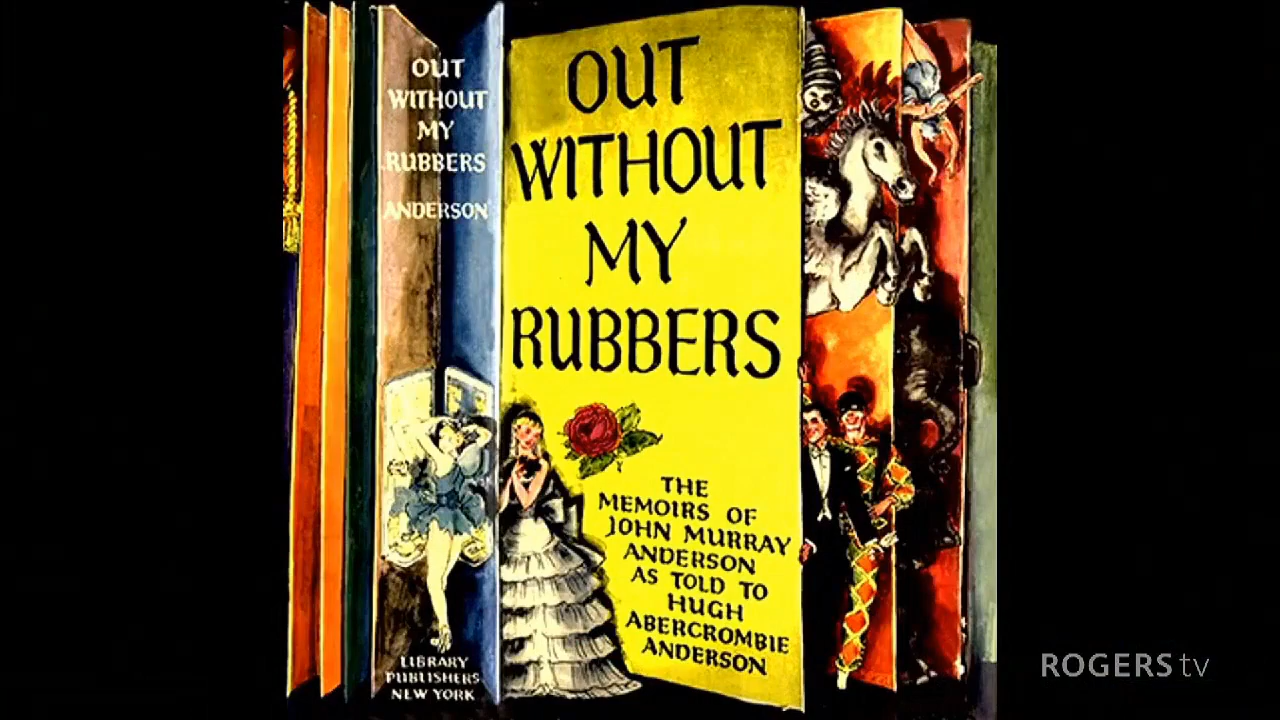 OUT
WITHOUT
MY
RUBBERS
ANDERSON
LIBRARY
PUBLISHERS
NEW YORK
OUT
WITHOUT
MY
RUBBERS
THE
MEMOIRS OF
JOHN MURRAY
ANDERSON
AS TOLD TO
HUGH
ABERCROMBIE
ANDERSON
ROGERS tv